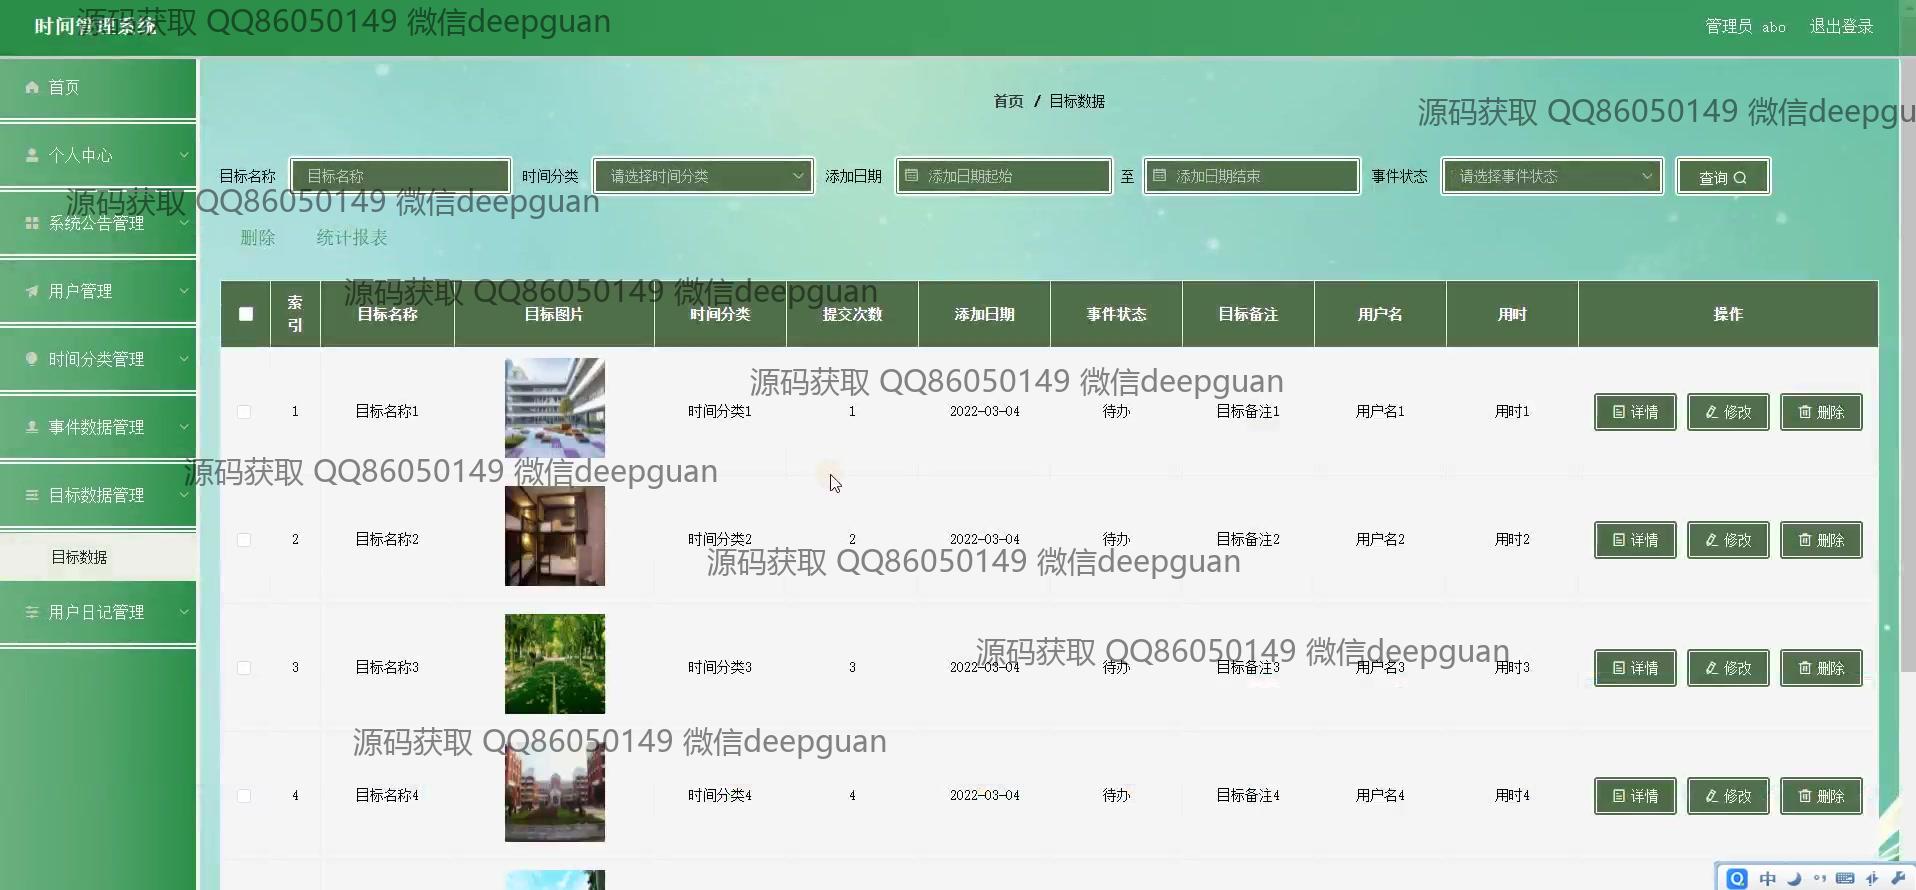 时间管理系统
源码获取 QQ86050149 微信deepguan
管理员 abo 退出登录
首页
个人中心
系统公告管理
用户管理
时间分类管理
事件数据管理
目标数据管理
目标数据
用户日记管理
首页 / 目标数据
源码获取 QQ86050149 微信deepgu
目标名称 目标名称 时间分类 请选择时间分类 添加日期 添加日期起始 至 添加日期结束 事件状态 请选择事件状态 查询
源码获取 QQ86050149 微信deepguan
删除 统计报表
源码获取 QQ86050149 微信deepguan
索引 目标名称 目标图片 时间分类 提交次数 添加日期 事件状态 目标备注 用户名 用时 操作
源码获取 QQ86050149 微信deepguan
1 目标名称1 时间分类1 1 2022-03-04 待办 目标备注1 用户名1 用时1 详情 修改 删除
源码获取 QQ86050149 微信deepguan
2 目标名称2 时间分类2 2 2022-03-04 待办 目标备注2 用户名2 用时2 详情 修改 删除
源码获取 QQ86050149 微信deepguan
源码获取 QQ86050149 微信deepguan
3 目标名称3 时间分类3 3 2022-03-04 待办 目标备注3 用户名3 用时3 详情 修改 删除
源码获取 QQ86050149 微信deepguan
4 目标名称4 时间分类4 4 2022-03-04 待办 目标备注4 用户名4 用时4 详情 修改 删除
中